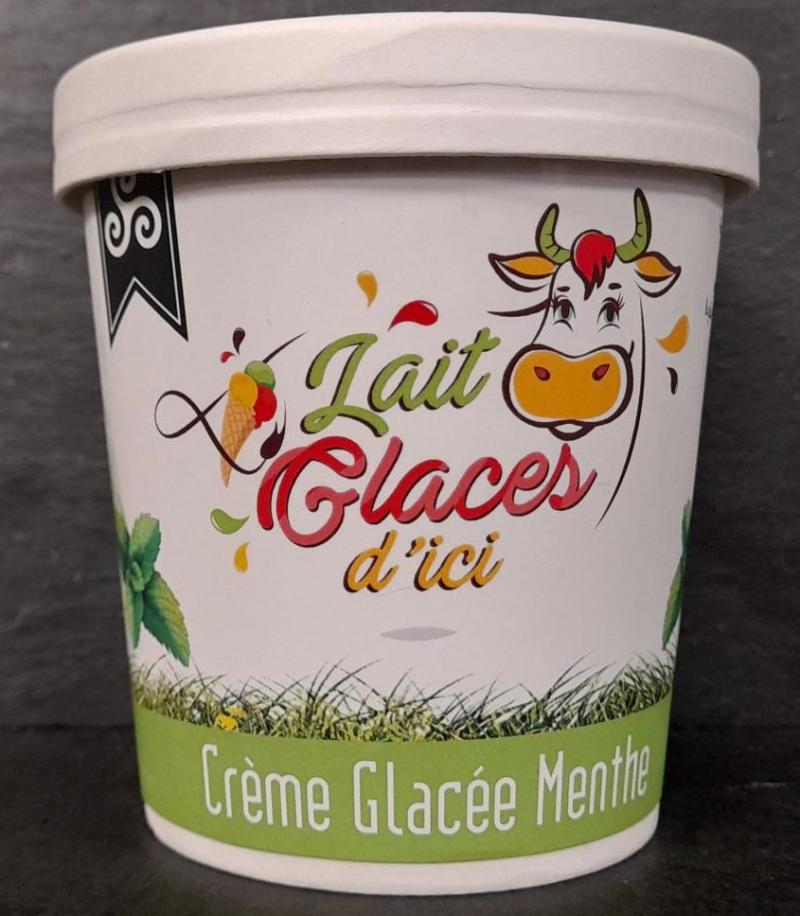 Lait
Glaces
d'ici
Crème Glacée Menthe